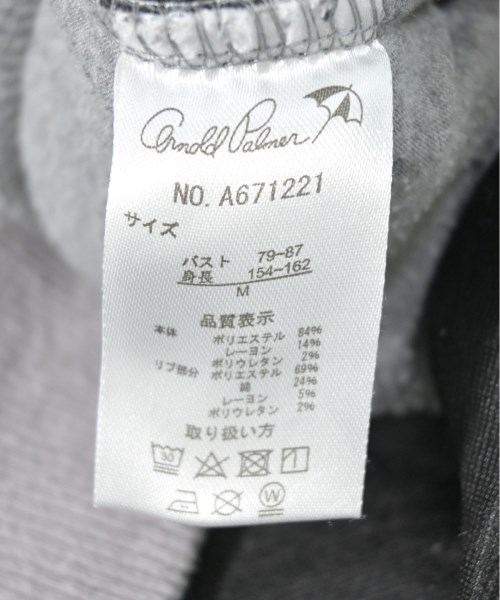 Arnold Palmer
NO. A671221
サイズ
バスト 79-87
身長 154-162
M
品質表示
本体 ポリエステル 84%
レーヨン 14%
ポリウレタン 2%
リブ部分 ポリエステル 69%
綿 24%
レーヨン 5%
ポリウレタン 2%
取り扱い方
30
W